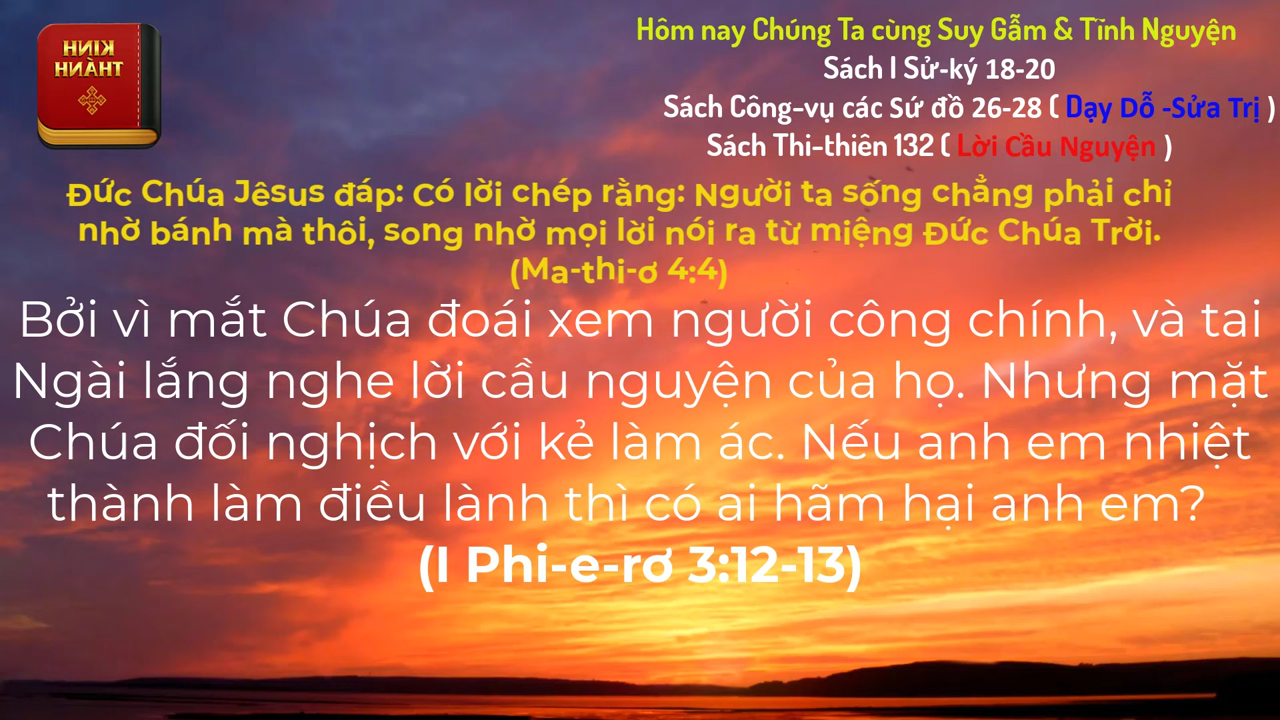 KINH
THÀNH
Hôm nay Chúng Ta cùng Suy Gẫm & Tĩnh Nguyện
Sách I Sử-ký 18-20
Sách Công-vụ các Sứ đồ 26-28 ( Dạy Dỗ -Sửa Trị )
Sách Thi-thiên 132 ( Lời Cầu Nguyện )
Đức Chúa Jêsus đáp: Có lời chép rằng: Người ta sống chẳng phải chỉ
nhờ bánh mà thôi, song nhờ mọi lời nói ra từ miệng Đức Chúa Trời.
(Ma-thi-ơ 4:4)
Bởi vì mắt Chúa đoái xem người công chính, và tai
Ngài lắng nghe lời cầu nguyện của họ. Nhưng mặt
Chúa đối nghịch với kẻ làm ác. Nếu anh em nhiệt
thành làm điều lành thì có ai hãm hại anh em?
(I Phi-e-rơ 3:12-13)